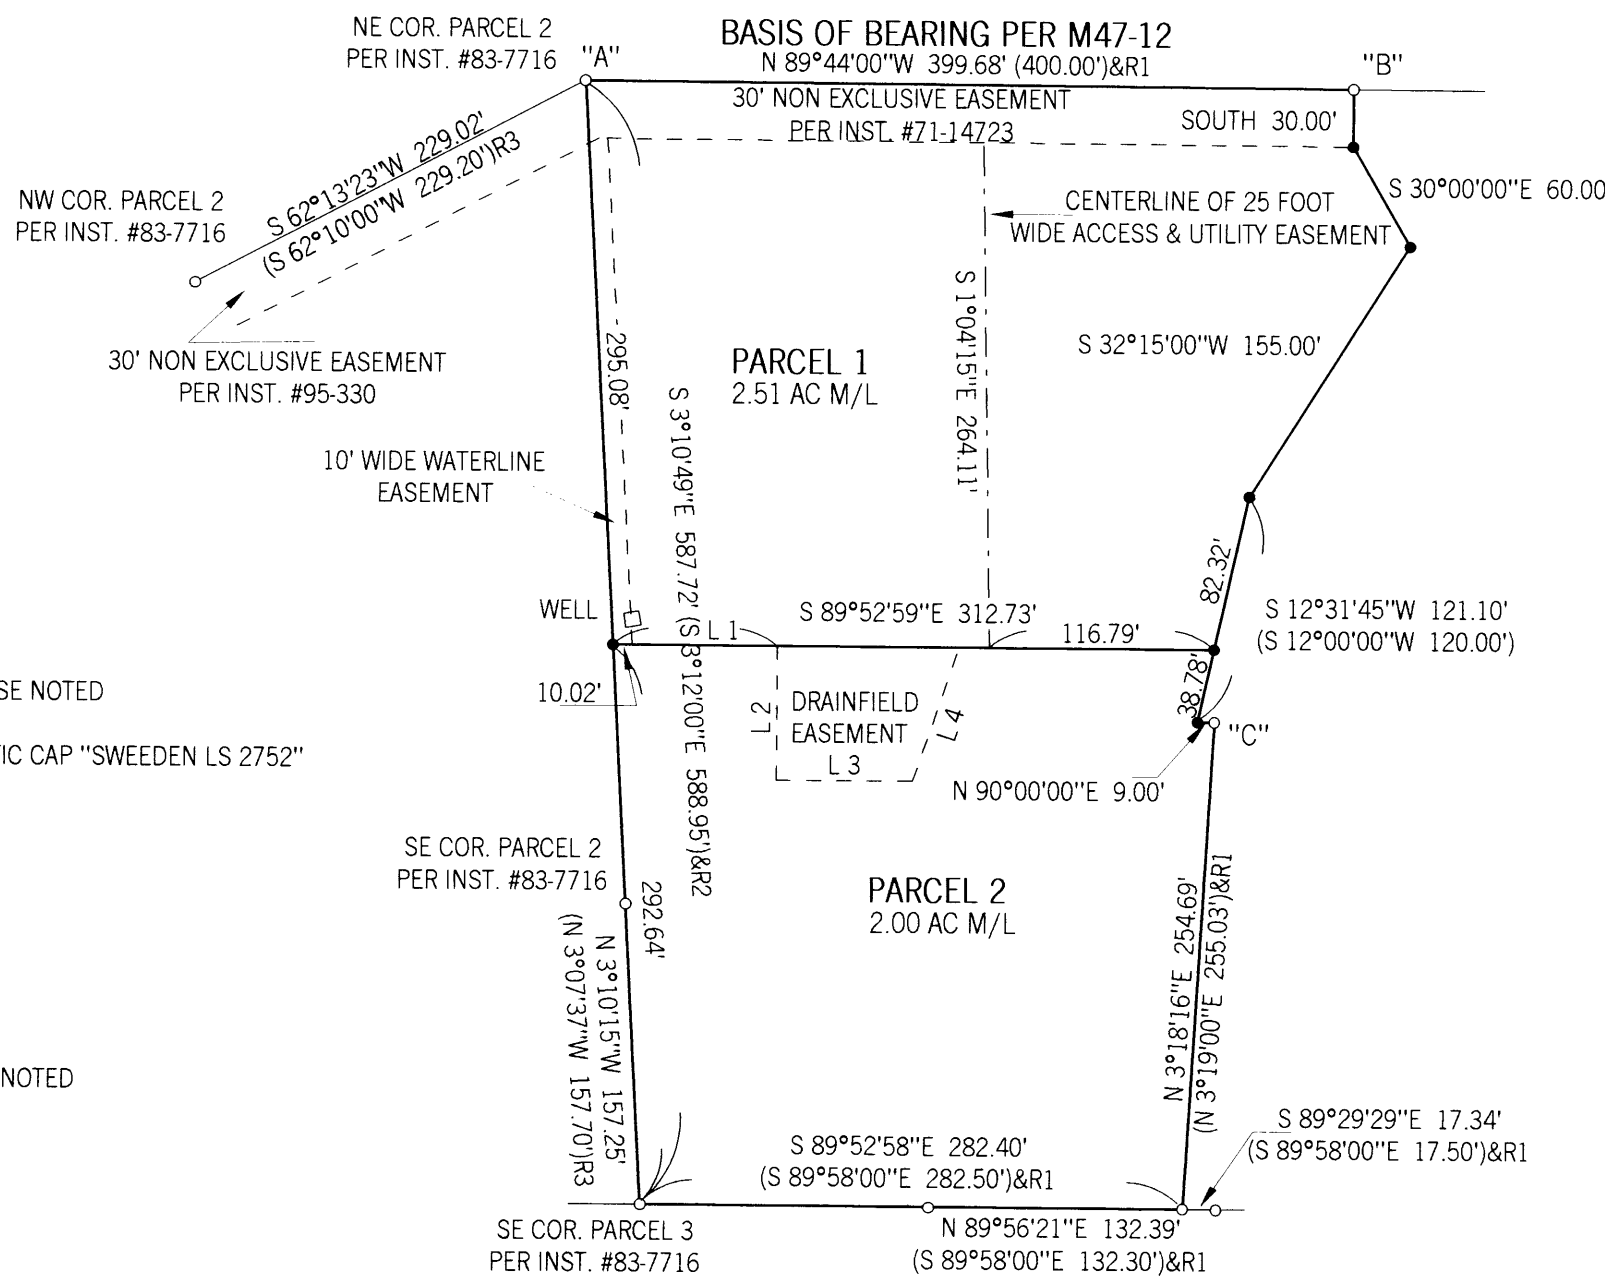 NE COR. PARCEL 2
PER INST. #83-7716
"A"
BASIS OF BEARING PER M47-12
N 89°44'00"W 399.68' (400.00')&R1
"B"
30' NON EXCLUSIVE EASEMENT
PER INST. #71-14723
SOUTH 30.00'
S 62°13'23"W 229.02'
(S 62°10'00"W 229.20')R3
NW COR. PARCEL 2
PER INST. #83-7716
S 30°00'00"E 60.00
CENTERLINE OF 25 FOOT
WIDE ACCESS & UTILITY EASEMENT
S 1°04'15"E 264.11'
30' NON EXCLUSIVE EASEMENT
PER INST. #95-330
295.08'
PARCEL 1
2.51 AC M/L
S 32°15'00"W 155.00'
S 3°10'49"E 587.72' (S 3°12'00"E 588.95')&R2
10' WIDE WATERLINE
EASEMENT
82.32'
WELL
L 1
S 89°52'59"E 312.73'
116.79'
S 12°31'45"W 121.10'
(S 12°00'00"W 120.00')
SE NOTED
10.02'
L 2
DRAINFIELD
EASEMENT
L 4
L 3
38.78'
"C"
IC CAP "SWEEDEN LS 2752"
N 90°00'00"E 9.00'
SE COR. PARCEL 2
PER INST. #83-7716
292.64'
PARCEL 2
2.00 AC M/L
N 3°18'16"E 254.69'
(N 3°19'00"E 255.03')&R1
N 3°10'15"W 157.25'
(N 3°07'37"W 157.70')R3
NOTED
S 89°52'58"E 282.40'
(S 89°58'00"E 282.50')&R1
S 89°29'29"E 17.34'
(S 89°58'00"E 17.50')&R1
SE COR. PARCEL 3
PER INST. #83-7716
N 89°56'21"E 132.39'
(S 89°58'00"E 132.30')&R1